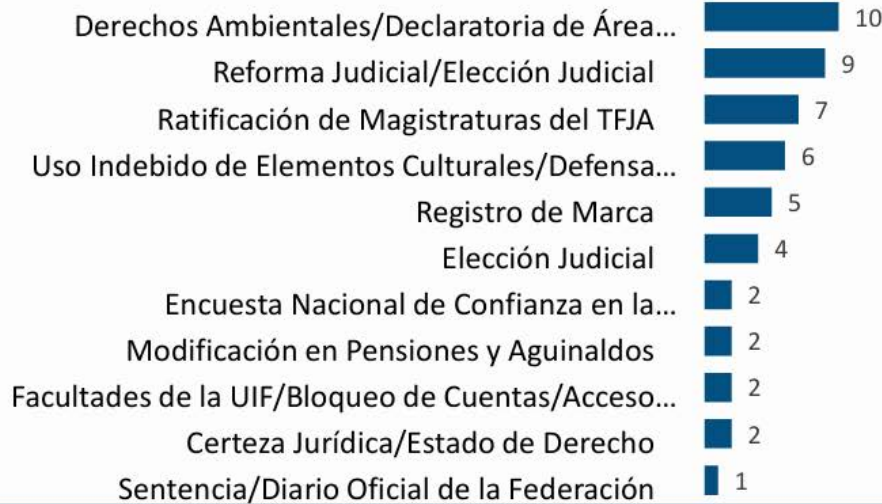 Derechos Ambientales/Declaratoria de Área... 10
Reforma Judicial/Elección Judicial 9
Ratificación de Magistraturas del TFJA 7
Uso Indebido de Elementos Culturales/Defensa... 6
Registro de Marca 5
Elección Judicial 4
Encuesta Nacional de Confianza en la... 2
Modificación en Pensiones y Aguinaldos 2
Facultades de la UIF/Bloqueo de Cuentas/Acceso... 2
Certeza Jurídica/Estado de Derecho 2
Sentencia/Diario Oficial de la Federación 1